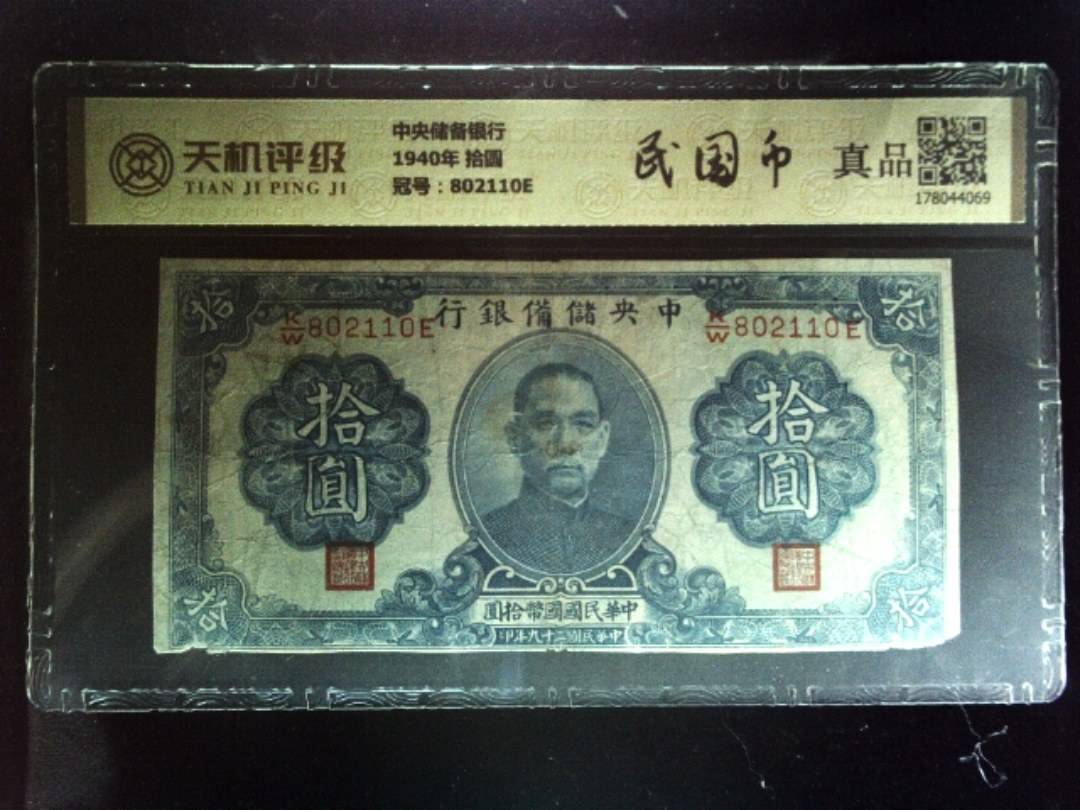 天机评级
TIAN JI PING JI
中央储备银行
1940年 拾圆
冠号：802110E
民国币
真品
178044069
拾
拾
行銀備儲央中
K/W 802110E
K/W 802110E
拾圓
拾圓
圓拾幣國國民華中
印年九十二國民華中
拾
拾